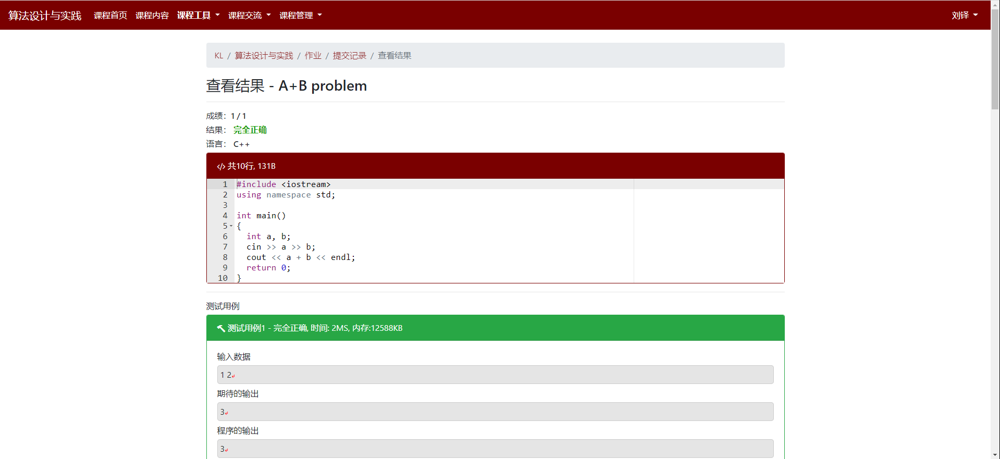 算法设计与实践 课程首页 课程内容 课程工具 课程交流 课程管理 刘铎
KL / 算法设计与实践 / 作业 / 提交记录 / 查看结果
查看结果 - A+B problem
成绩：1 / 1
结果： 完全正确
语言： C++
</> 共10行, 131B
1 #include <iostream>
2 using namespace std;
3
4 int main()
5 {
6   int a, b;
7   cin >> a >> b;
8   cout << a + b << endl;
9   return 0;
10 }
测试用例
测试用例1 - 完全正确, 时间: 2MS, 内存:12588KB
输入数据
1 2↲
期待的输出
3↲
程序的输出
3↲